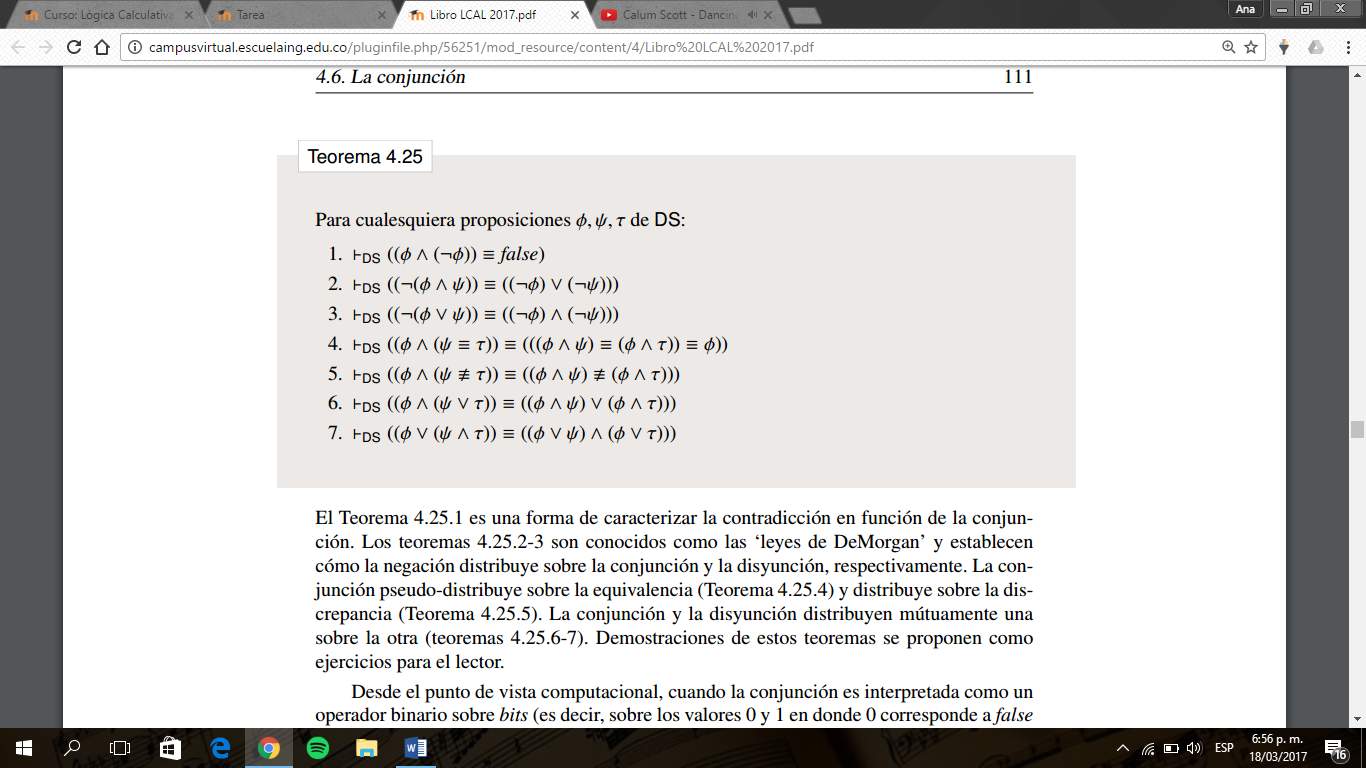 Curso: Lógica Calculativa
Tarea
Libro LCAL 2017.pdf
Calum Scott - Dancing
Ana
campusvirtual.escuelaing.edu.co/pluginfile.php/56251/mod_resource/content/4/Libro%20LCAL%202017.pdf
4.6. La conjunción 111
Teorema 4.25
Para cualesquiera proposiciones ϕ, ψ, τ de DS:
1. ⊢DS ((ϕ ∧ (¬ϕ)) ≡ false)
2. ⊢DS ((¬(ϕ ∧ ψ)) ≡ ((¬ϕ) ∨ (¬ψ)))
3. ⊢DS ((¬(ϕ ∨ ψ)) ≡ ((¬ϕ) ∧ (¬ψ)))
4. ⊢DS ((ϕ ∧ (ψ ≡ τ)) ≡ (((ϕ ∧ ψ) ≡ (ϕ ∧ τ)) ≡ ϕ))
5. ⊢DS ((ϕ ∧ (ψ ≢ τ)) ≡ ((ϕ ∧ ψ) ≢ (ϕ ∧ τ)))
6. ⊢DS ((ϕ ∧ (ψ ∨ τ)) ≡ ((ϕ ∧ ψ) ∨ (ϕ ∧ τ)))
7. ⊢DS ((ϕ ∨ (ψ ∧ τ)) ≡ ((ϕ ∨ ψ) ∧ (ϕ ∨ τ)))
El Teorema 4.25.1 es una forma de caracterizar la contradicción en función de la conjun-
ción. Los teoremas 4.25.2-3 son conocidos como las ‘leyes de DeMorgan’ y establecen
cómo la negación distribuye sobre la conjunción y la disyunción, respectivamente. La con-
junción pseudo-distribuye sobre la equivalencia (Teorema 4.25.4) y distribuye sobre la dis-
crepancia (Teorema 4.25.5). La conjunción y la disyunción distribuyen mútuamente una
sobre la otra (teoremas 4.25.6-7). Demostraciones de estos teoremas se proponen como
ejercicios para el lector.
Desde el punto de vista computacional, cuando la conjunción es interpretada como un
operador binario sobre bits (es decir, sobre los valores 0 y 1 en donde 0 corresponde a false
ESP
6:56 p. m.
18/03/2017
16